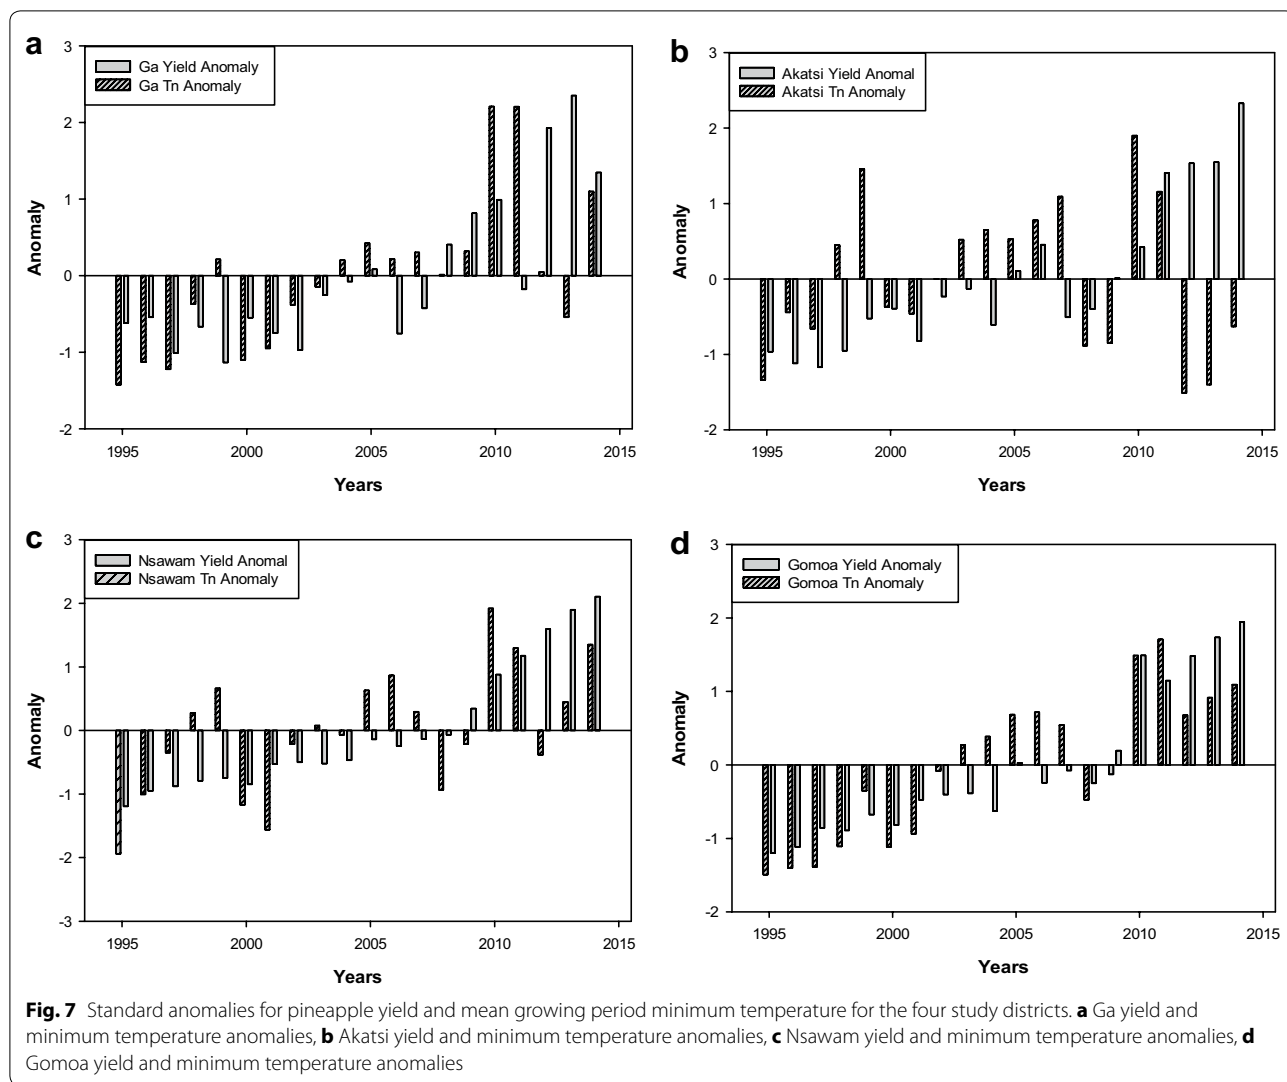 a
3
2
1
0
-1
-2
Anomaly
Ga Yield Anomaly
Ga Tn Anomaly
1995 2000 2005 2010 2015
Years
b
3
2
1
0
-1
-2
Anomaly
Akatsi Yield Anomal
Akatsi Tn Anomaly
1995 2000 2005 2010 2015
Years
c
3
2
1
0
-1
-2
-3
Anomaly
Nsawam Yield Anomal
Nsawam Tn Anomaly
1995 2000 2005 2010 2015
Years
d
3
2
1
0
-1
-2
Anomaly
Gomoa Yield Anomaly
Gomoa Tn Anomaly
1995 2000 2005 2010 2015
Years
Fig. 7 Standard anomalies for pineapple yield and mean growing period minimum temperature for the four study districts. a Ga yield and
minimum temperature anomalies, b Akatsi yield and minimum temperature anomalies, c Nsawam yield and minimum temperature anomalies, d
Gomoa yield and minimum temperature anomalies